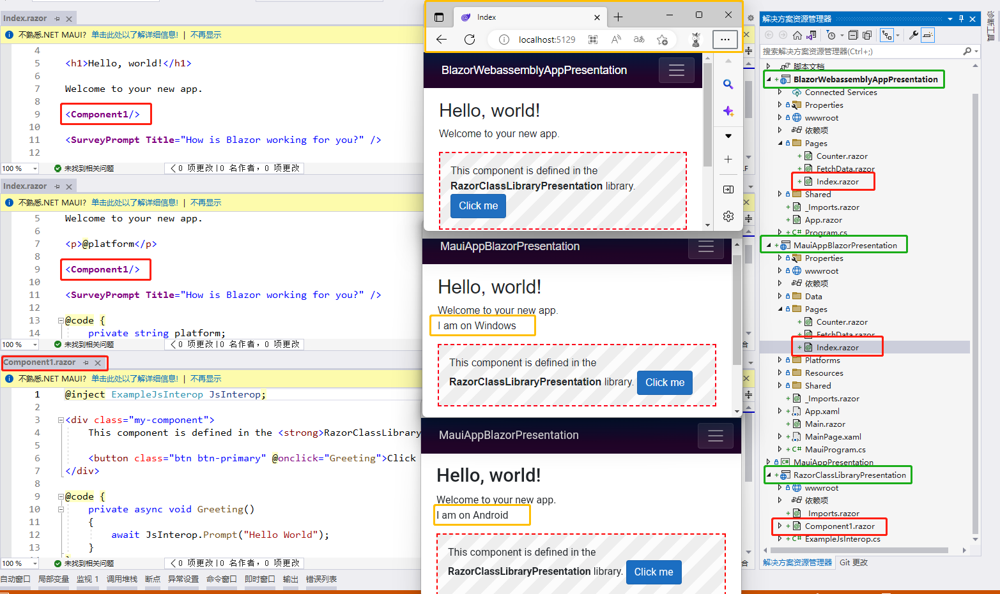 Index.razor
不熟悉.NET MAUI? 单击此处以了解详细信息! | 不再显示
4
5 <h1>Hello, world!</h1>
6
7 Welcome to your new app.
8
9 <Component1/>
10
11 <SurveyPrompt Title="How is Blazor working for you?" />
12
100 % 未找到相关问题 0 项更改 | 0 名作者，0 项更改
Index.razor
不熟悉.NET MAUI? 单击此处以了解详细信息! | 不再显示
5 Welcome to your new app.
6
7 <p>@platform</p>
8
9 <Component1/>
10
11 <SurveyPrompt Title="How is Blazor working for you?" />
12
13 @code {
14 private string platform;
100 % 未找到相关问题 0 项更改 | 0 名作者，0 项更改
Component1.razor
不熟悉.NET MAUI? 单击此处以了解详细信息! | 不再显示
1 @inject ExampleJsInterop JsInterop;
2
3 <div class="my-component">
4 This component is defined in the <strong>RazorClassLibrary
5
6 <button class="btn btn-primary" @onclick="Greeting">Click
7 </div>
8
9 @code {
10 private async void Greeting()
11 {
12 await JsInterop.Prompt("Hello World");
13 }
100 % 未找到相关问题 0 项更改 | 0 名作者，0 项更改
自动窗口 局部变量 监视 1 调用堆栈 断点 异常设置 命令窗口 即时窗口 输出 错误列表
Index
localhost:5129
BlazorWebassemblyAppPresentation
Hello, world!
Welcome to your new app.
This component is defined in the
RazorClassLibraryPresentation library.
Click me
MauiAppBlazorPresentation
Hello, world!
Welcome to your new app.
I am on Windows
This component is defined in the
RazorClassLibraryPresentation library. Click me
MauiAppBlazorPresentation
Hello, world!
Welcome to your new app.
I am on Android
This component is defined in the
RazorClassLibraryPresentation library. Click me
解决方案资源管理器
搜索解决方案资源管理器(Ctrl+;)
脚本文档
BlazorWebassemblyAppPresentation
Connected Services
Properties
wwwroot
依赖项
Pages
Counter.razor
FetchData.razor
Index.razor
Shared
_Imports.razor
App.razor
Program.cs
MauiAppBlazorPresentation
Properties
wwwroot
依赖项
Data
Pages
Counter.razor
FetchData.razor
Index.razor
Platforms
Resources
Shared
_Imports.razor
App.xaml
Main.razor
MainPage.xaml
MauiProgram.cs
MauiAppPresentation
RazorClassLibraryPresentation
wwwroot
依赖项
_Imports.razor
Component1.razor
ExampleJsInterop.cs
解决方案资源管理器 Git 更改
诊断工具